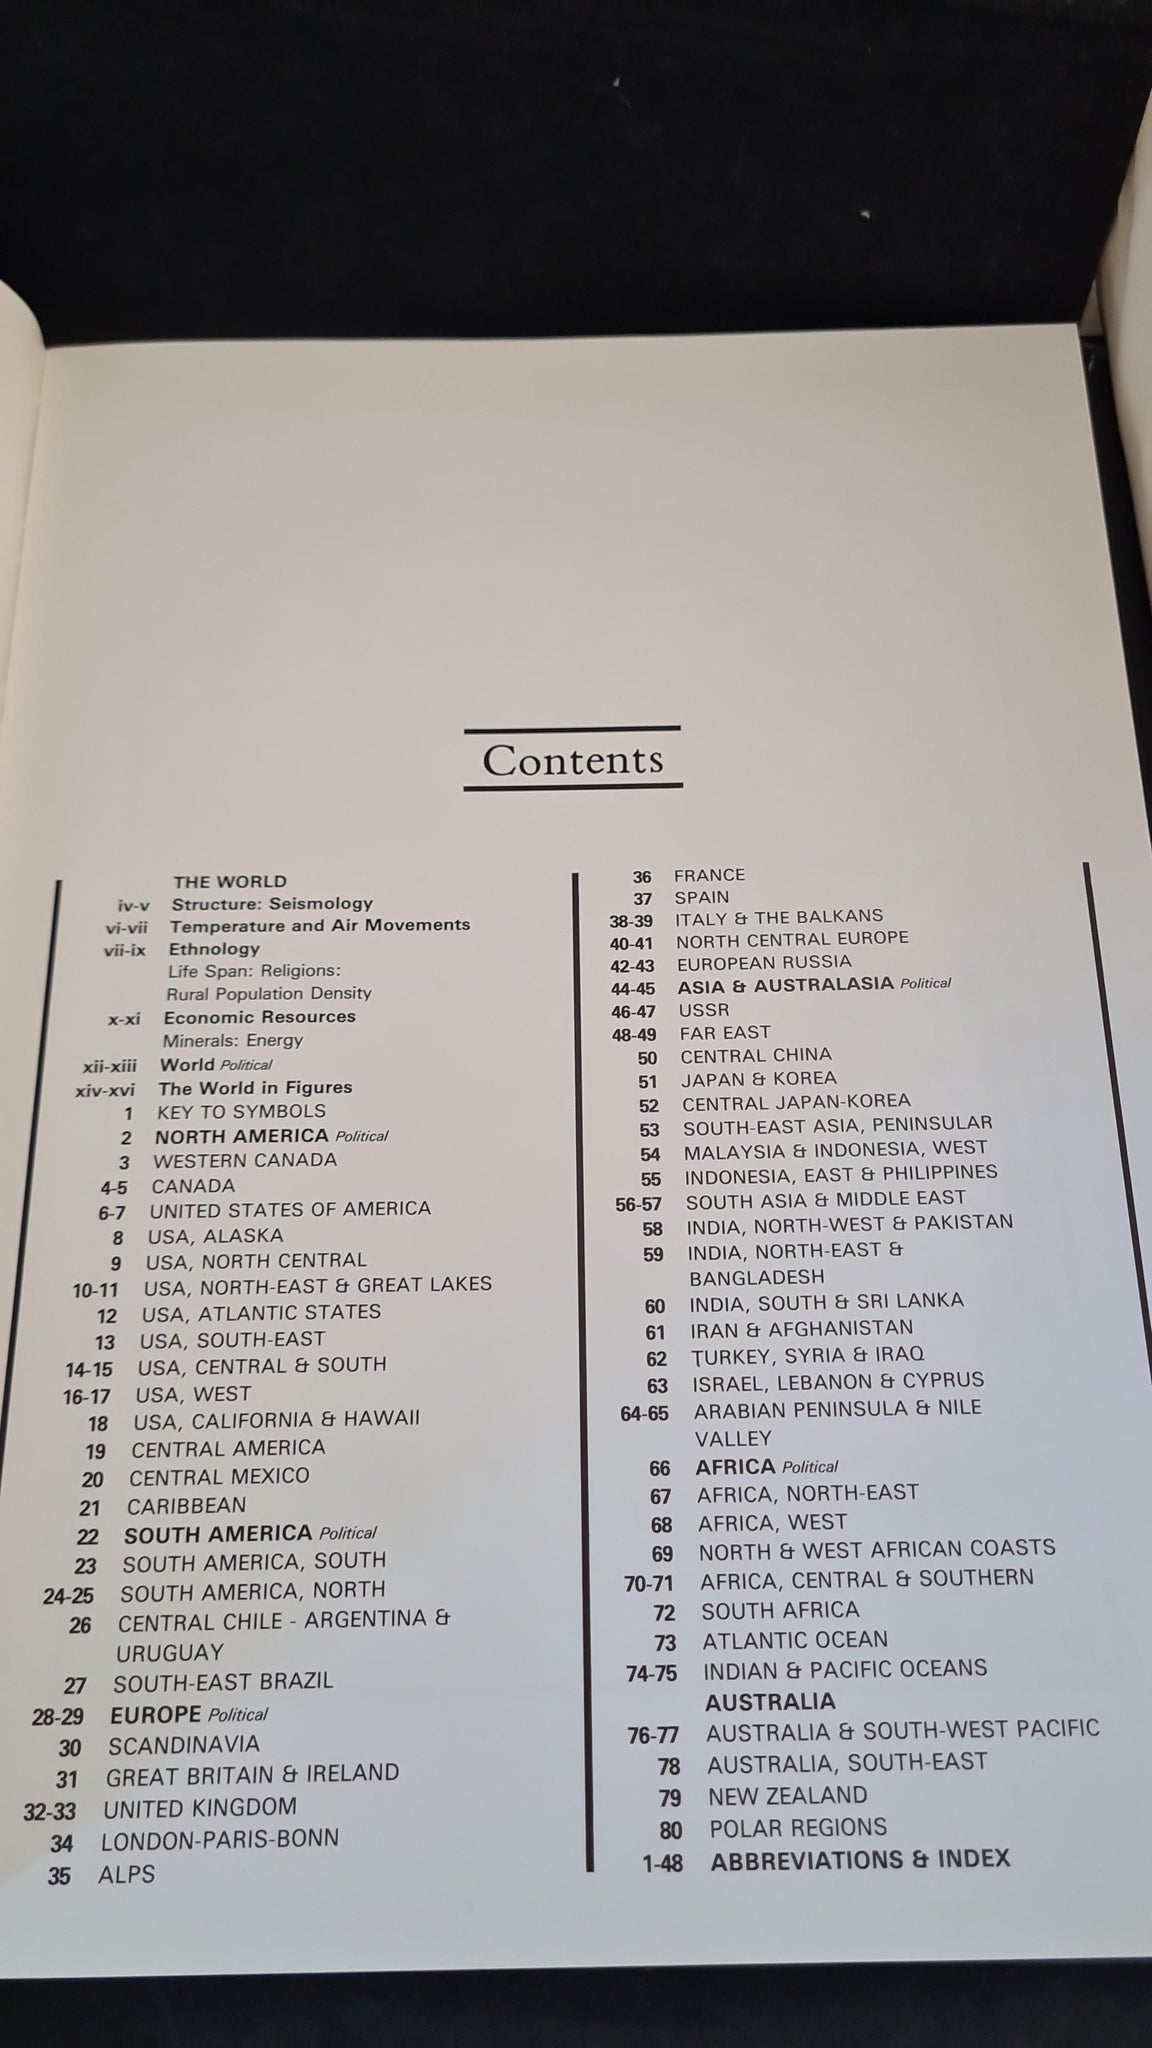 Contents
THE WORLD
iv-v Structure: Seismology
vi-vii Temperature and Air Movements
vii-ix Ethnology
Life Span: Religions:
Rural Population Density
x-xi Economic Resources
Minerals: Energy
xii-xiii World Political
xiv-xvi The World in Figures
1 KEY TO SYMBOLS
2 NORTH AMERICA Political
3 WESTERN CANADA
4-5 CANADA
6-7 UNITED STATES OF AMERICA
8 USA, ALASKA
9 USA, NORTH CENTRAL
10-11 USA, NORTH-EAST & GREAT LAKES
12 USA, ATLANTIC STATES
13 USA, SOUTH-EAST
14-15 USA, CENTRAL & SOUTH
16-17 USA, WEST
18 USA, CALIFORNIA & HAWAII
19 CENTRAL AMERICA
20 CENTRAL MEXICO
21 CARIBBEAN
22 SOUTH AMERICA Political
23 SOUTH AMERICA, SOUTH
24-25 SOUTH AMERICA, NORTH
26 CENTRAL CHILE - ARGENTINA &
URUGUAY
27 SOUTH-EAST BRAZIL
28-29 EUROPE Political
30 SCANDINAVIA
31 GREAT BRITAIN & IRELAND
32-33 UNITED KINGDOM
34 LONDON-PARIS-BONN
35 ALPS
36 FRANCE
37 SPAIN
38-39 ITALY & THE BALKANS
40-41 NORTH CENTRAL EUROPE
42-43 EUROPEAN RUSSIA
44-45 ASIA & AUSTRALASIA Political
46-47 USSR
48-49 FAR EAST
50 CENTRAL CHINA
51 JAPAN & KOREA
52 CENTRAL JAPAN-KOREA
53 SOUTH-EAST ASIA, PENINSULAR
54 MALAYSIA & INDONESIA, WEST
55 INDONESIA, EAST & PHILIPPINES
56-57 SOUTH ASIA & MIDDLE EAST
58 INDIA, NORTH-WEST & PAKISTAN
59 INDIA, NORTH-EAST &
BANGLADESH
60 INDIA, SOUTH & SRI LANKA
61 IRAN & AFGHANISTAN
62 TURKEY, SYRIA & IRAQ
63 ISRAEL, LEBANON & CYPRUS
64-65 ARABIAN PENINSULA & NILE
VALLEY
66 AFRICA Political
67 AFRICA, NORTH-EAST
68 AFRICA, WEST
69 NORTH & WEST AFRICAN COASTS
70-71 AFRICA, CENTRAL & SOUTHERN
72 SOUTH AFRICA
73 ATLANTIC OCEAN
74-75 INDIAN & PACIFIC OCEANS
AUSTRALIA
76-77 AUSTRALIA & SOUTH-WEST PACIFIC
78 AUSTRALIA, SOUTH-EAST
79 NEW ZEALAND
80 POLAR REGIONS
1-48 ABBREVIATIONS & INDEX